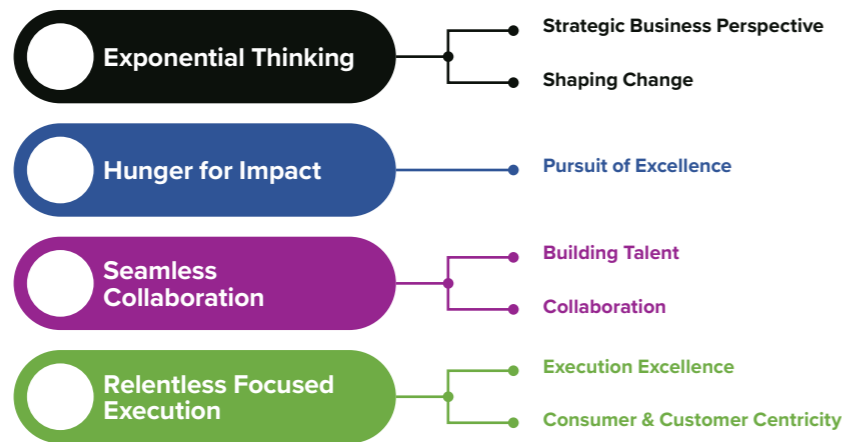 Exponential Thinking
Strategic Business Perspective
Shaping Change
Hunger for Impact
Pursuit of Excellence
Seamless
Collaboration
Building Talent
Collaboration
Relentless Focused
Execution
Execution Excellence
Consumer & Customer Centricity